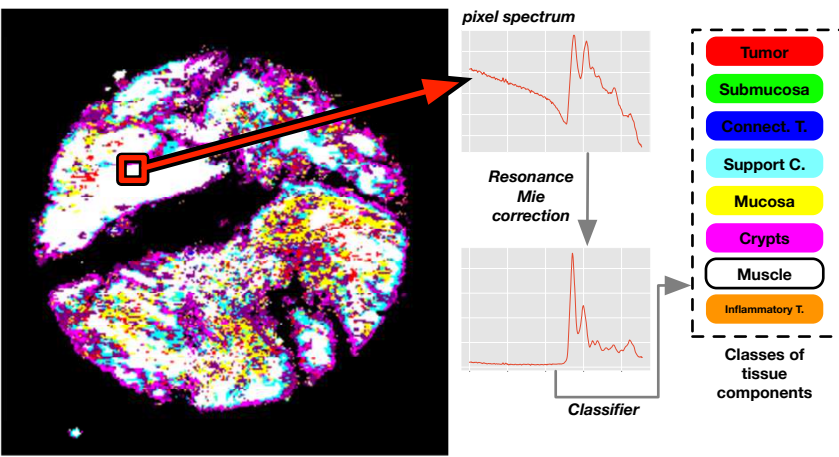 pixel spectrum
Resonance
Mie
correction
Classifier
Tumor
Submucosa
Connect. T.
Support C.
Mucosa
Crypts
Muscle
Inflammatory T.
Classes of
tissue
components